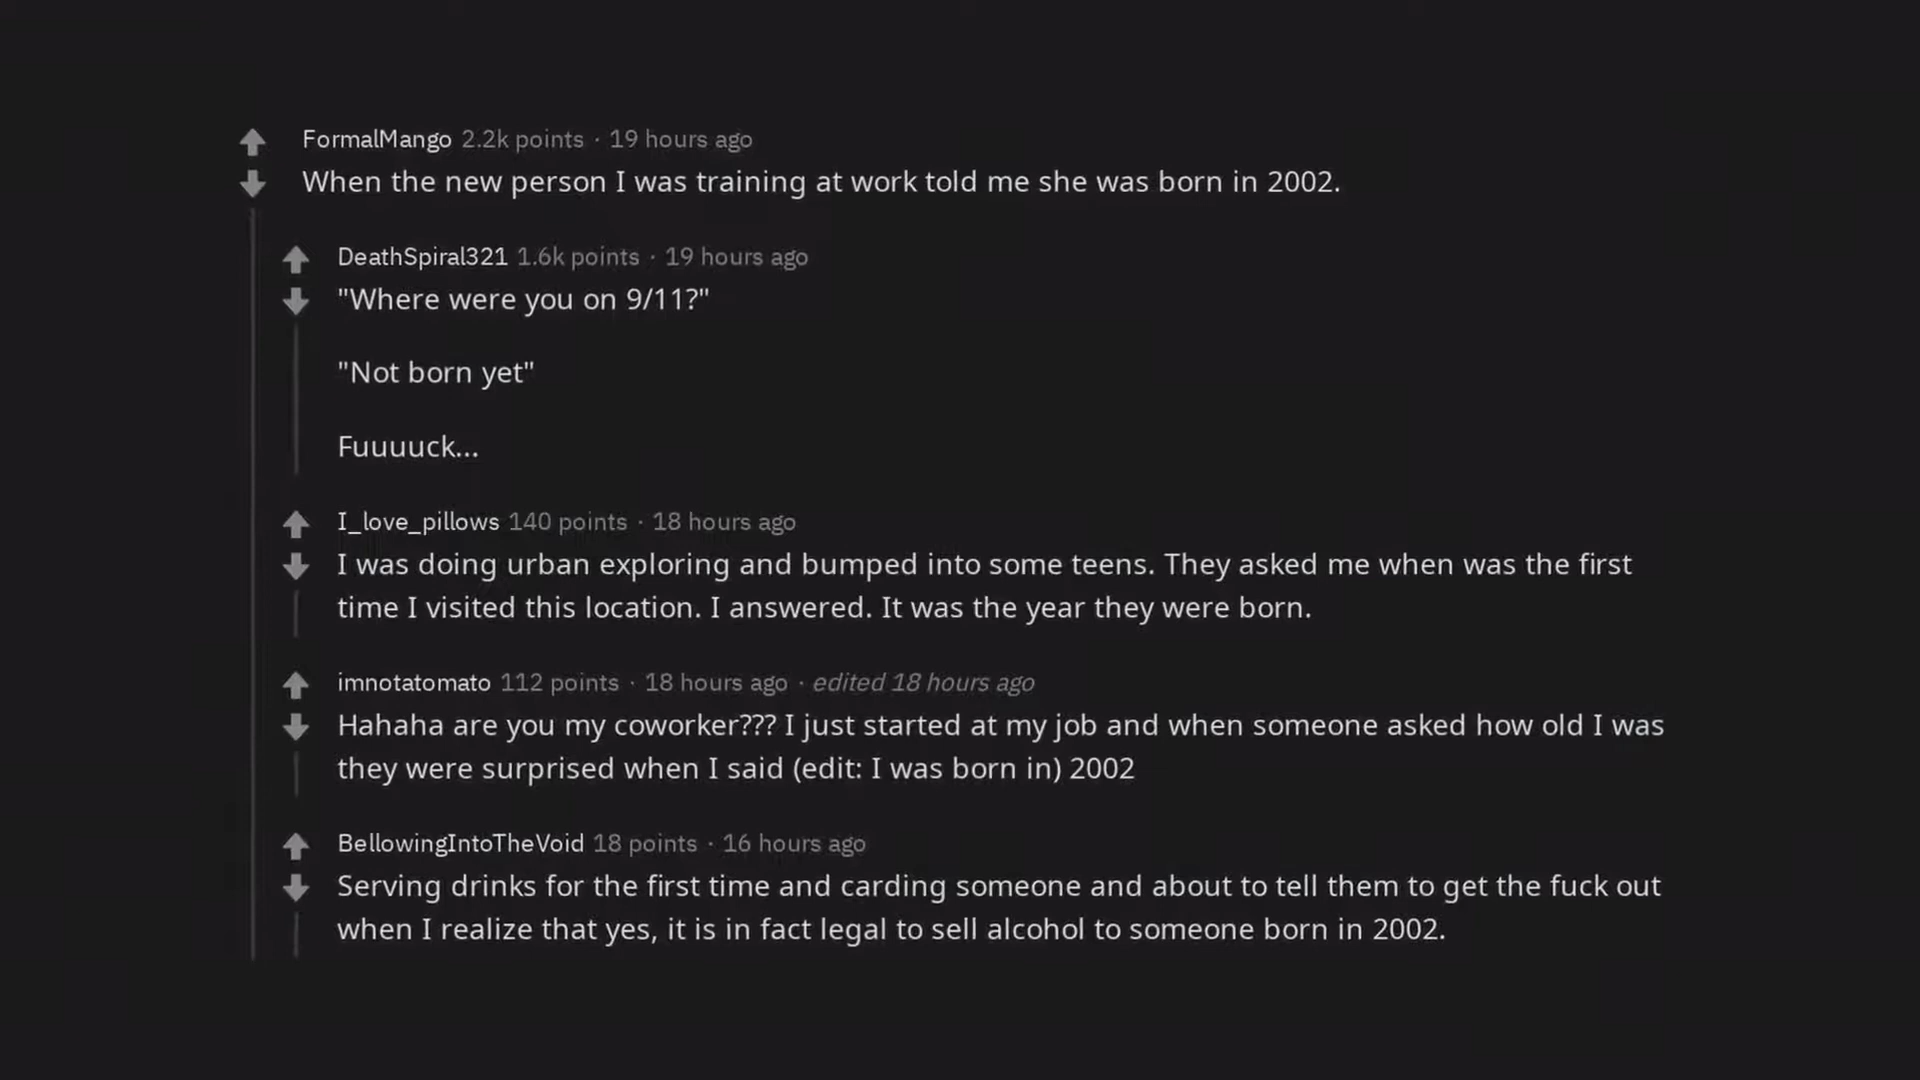 FormalMango 2.2k points · 19 hours ago
When the new person I was training at work told me she was born in 2002.
DeathSpiral321 1.6k points · 19 hours ago
"Where were you on 9/11?"
"Not born yet"
Fuuuuck...
I_love_pillows 140 points · 18 hours ago
I was doing urban exploring and bumped into some teens. They asked me when was the first
time I visited this location. I answered. It was the year they were born.
imnotatomato 112 points · 18 hours ago · edited 18 hours ago
Hahaha are you my coworker??? I just started at my job and when someone asked how old I was
they were surprised when I said (edit: I was born in) 2002
BellowingIntoTheVoid 18 points · 16 hours ago
Serving drinks for the first time and carding someone and about to tell them to get the fuck out
when I realize that yes, it is in fact legal to sell alcohol to someone born in 2002.